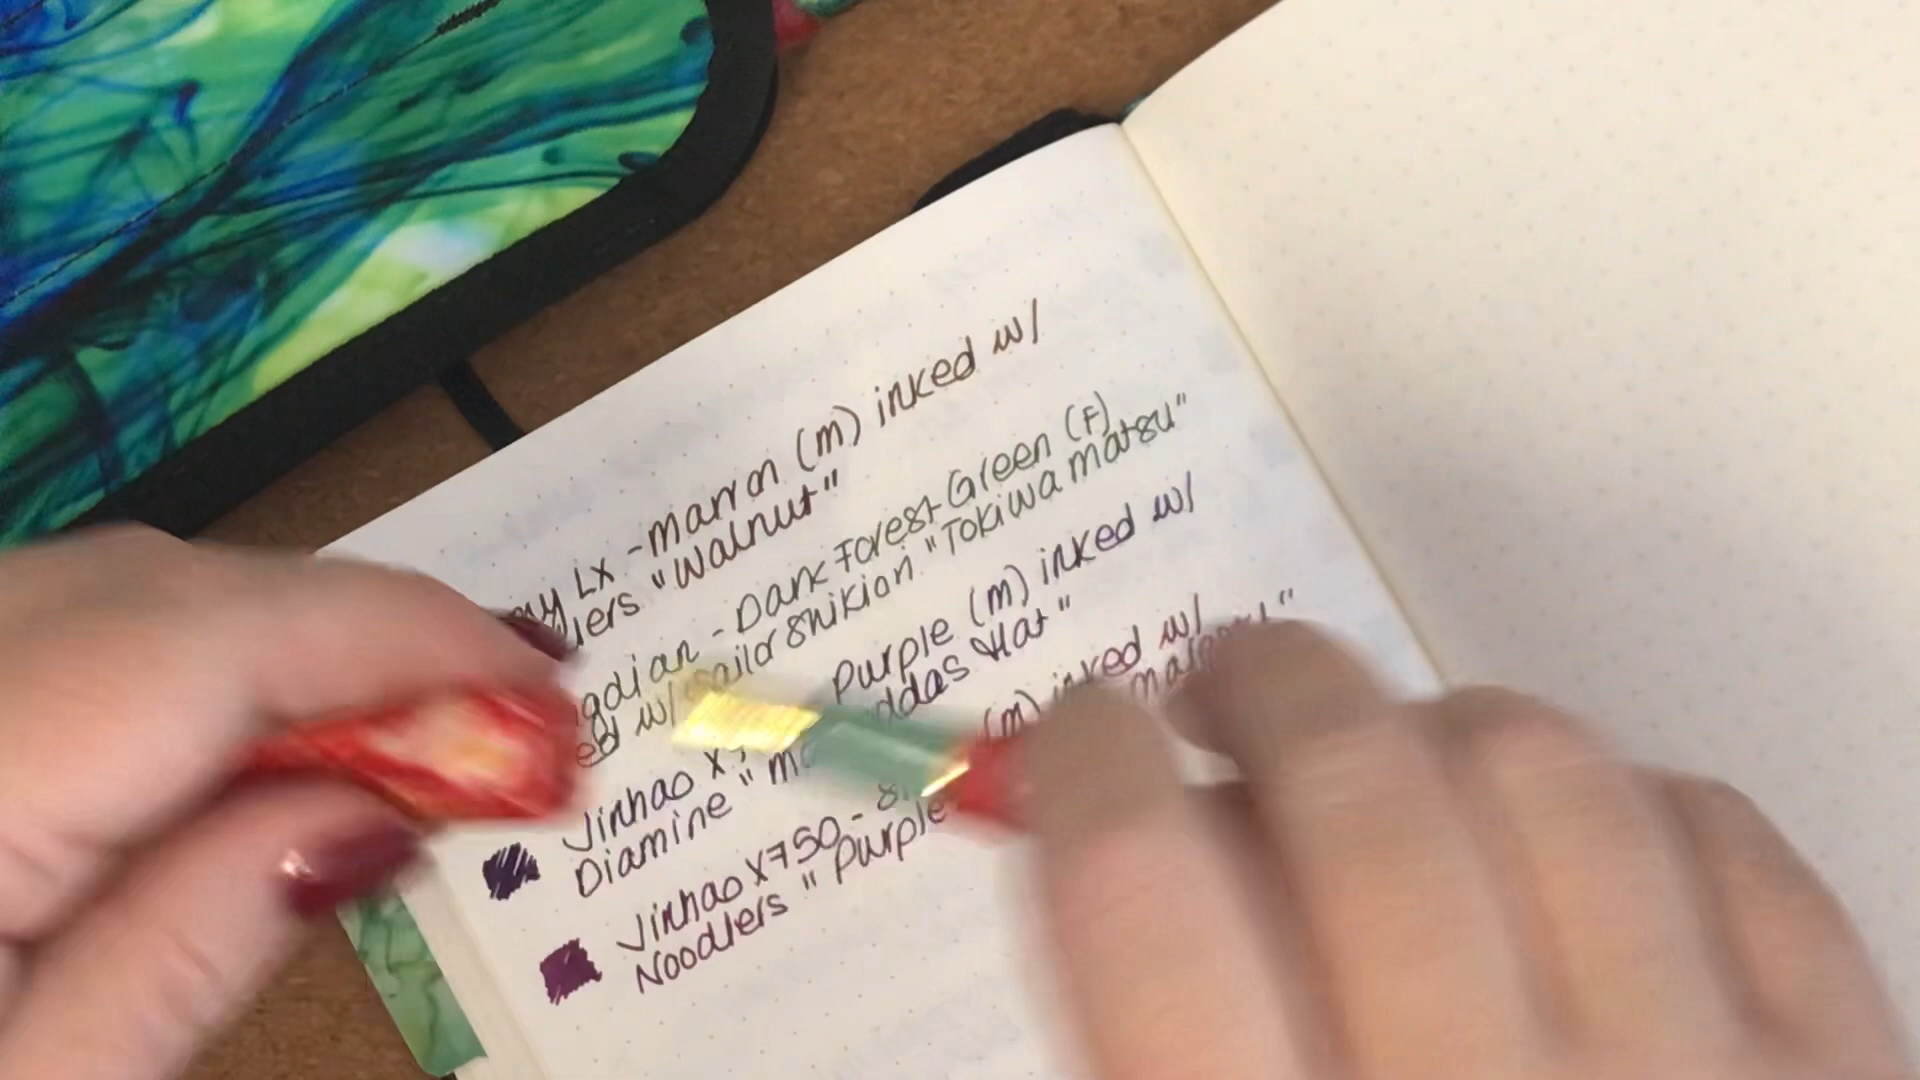 Lx - marron (m) inked w/
"Walnut"
- Dark Forest Green (F)
w/ Sailor Shikiori "Tokiwa matsu"
Jinhao Purple (m) inked w/
Diamine Hat"
Jinhao x750 - (m) inked w/
Noodlers "Purple